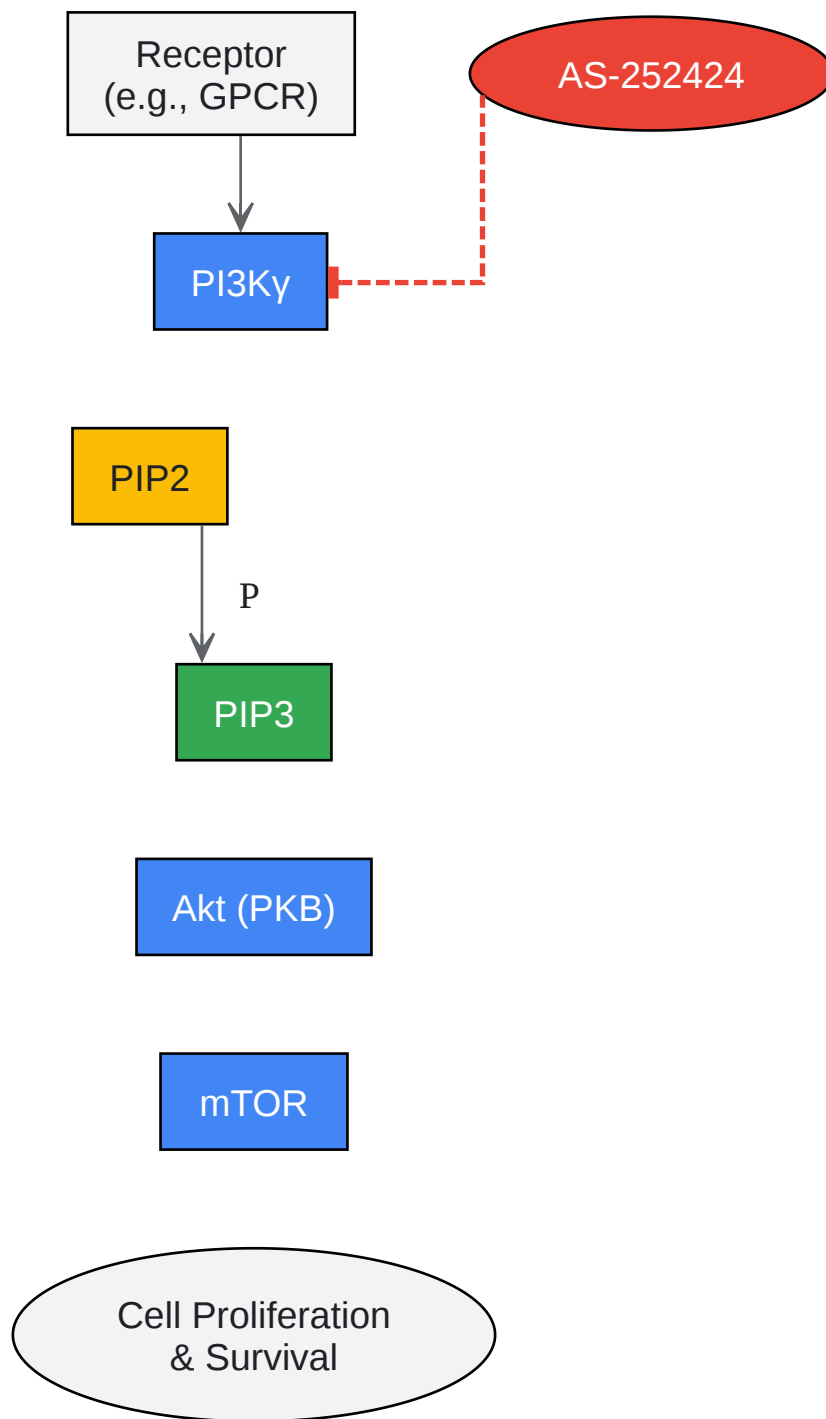 Receptor
(e.g., GPCR)
AS-252424
PI3Kγ
PIP2
P
PIP3
Akt (PKB)
mTOR
Cell Proliferation
& Survival